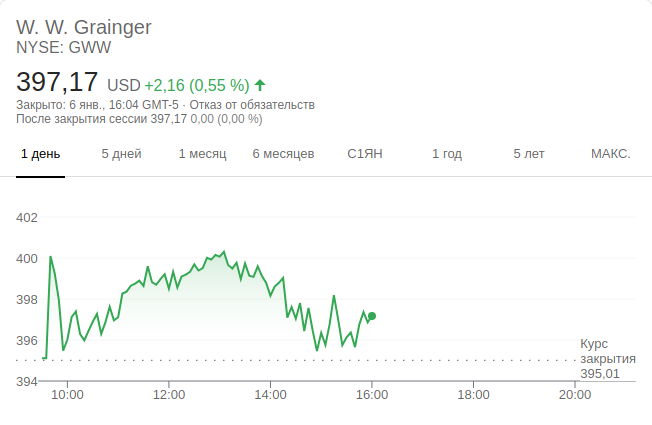 W. W. Grainger
NYSE: GWW
397,17 USD +2,16 (0,55 %)
Закрыто: 6 янв., 16:04 GMT-5 · Отказ от обязательств
После закрытия сессии 397,17 0,00 (0,00 %)
1 день 5 дней 1 месяц 6 месяцев С1ЯН 1 год 5 лет МАКС.
402
400
398
396
Курс
закрытия
395,01
394
10:00 12:00 14:00 16:00 18:00 20:00